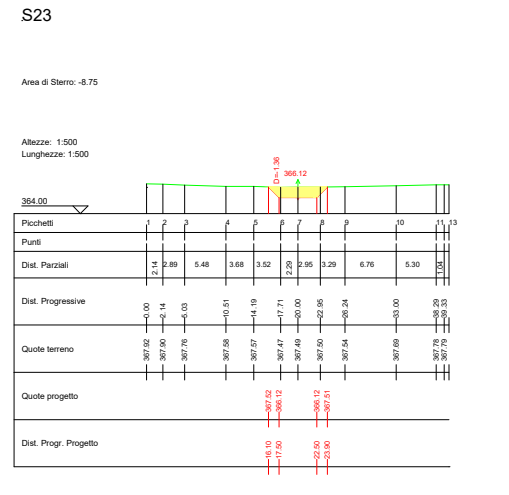 S23
Area di Sterro: -8.75
Altezze: 1:500
Lunghezze: 1:500
D=-1.36
366.12
364.00
Picchetti 1 2 3 4 5 6 7 8 9 10 11 13
Punti
Dist. Parziali 2.14 2.89 5.48 3.68 3.52 2.29 2.95 3.29 6.76 5.30 1.04
Dist. Progressive 0.00 2.14 5.03 10.51 14.19 17.71 20.00 22.95 26.24 33.00 38.29 39.33
Quote terreno 367.92 367.90 367.76 367.58 367.57 367.47 367.49 367.50 367.54 367.69 367.78 367.79
Quote progetto 367.52 366.12 366.12 367.51
Dist. Progr. Progetto 16.10 17.50 22.50 23.90